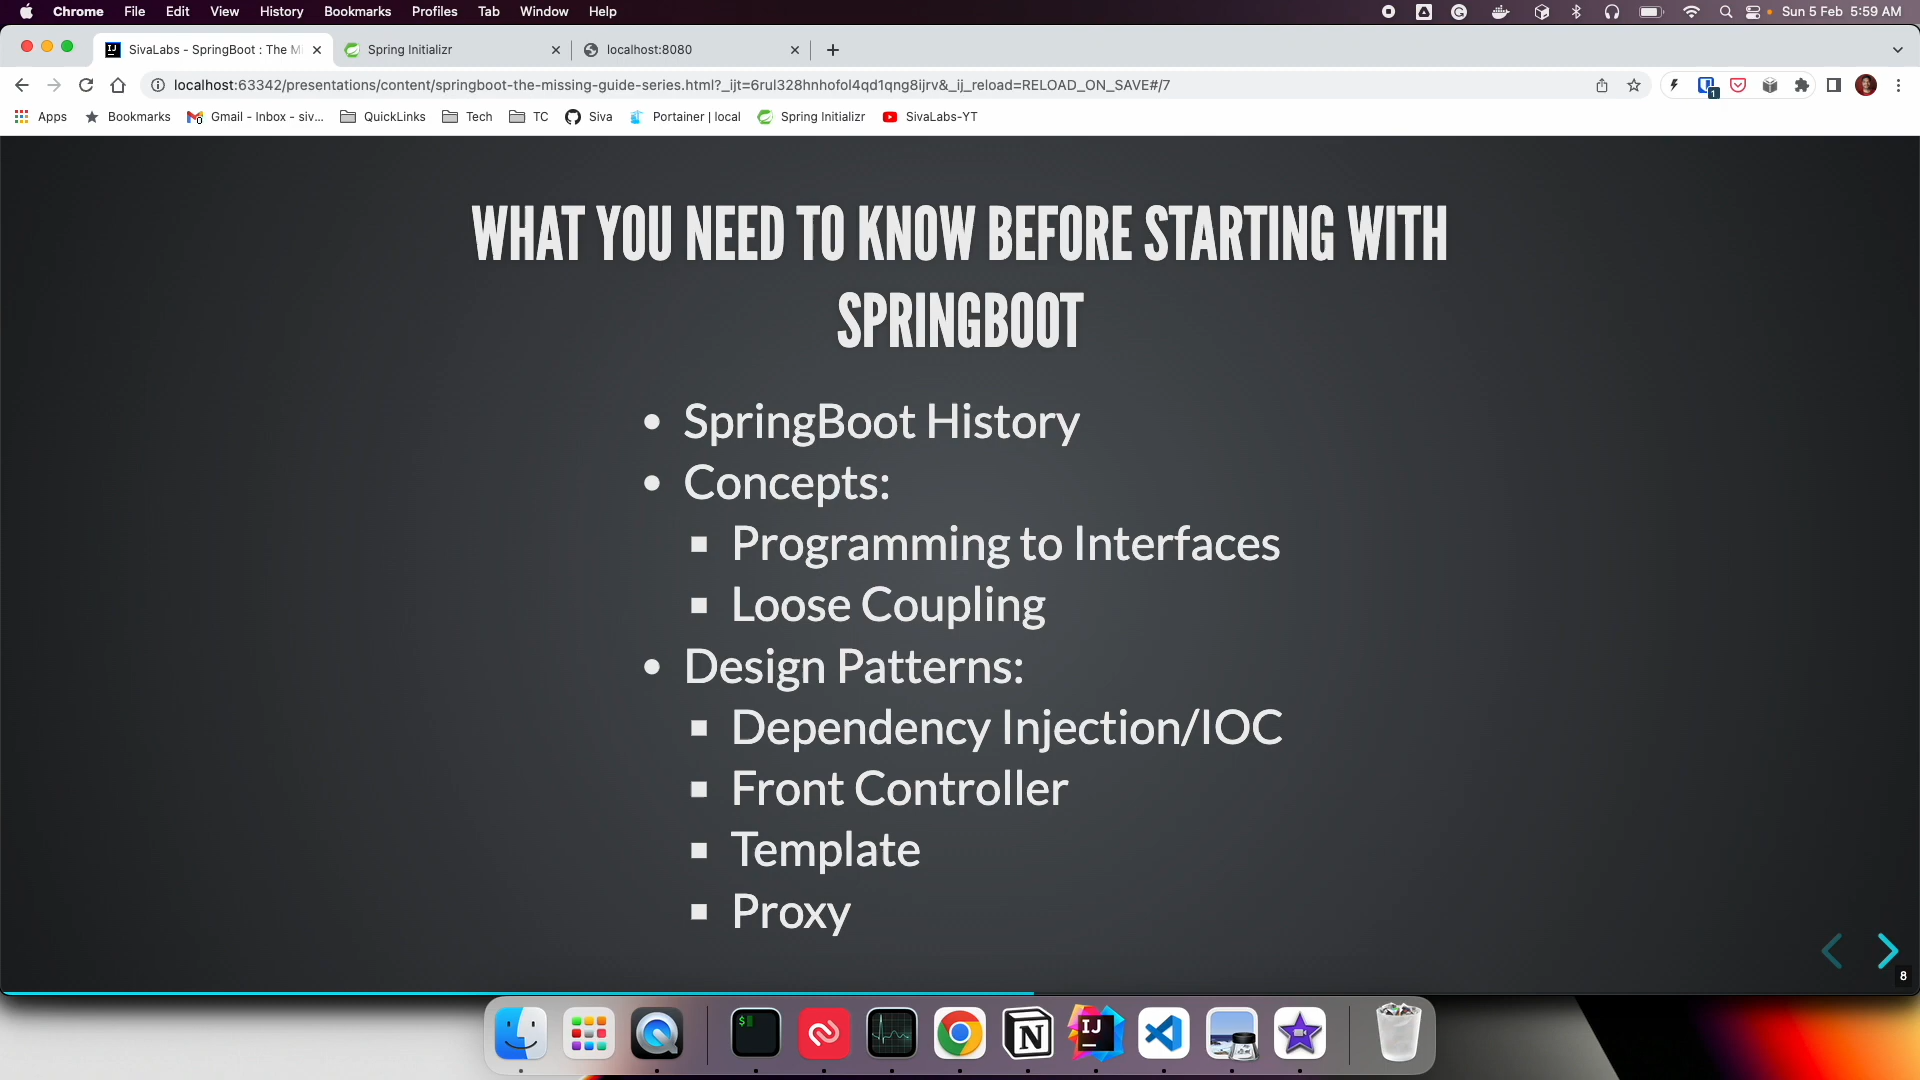 Chrome File Edit View History Bookmarks Profiles Tab Window Help Sun 5 Feb 5:59 AM
SivaLabs - SpringBoot : The Mi Spring Initializr localhost:8080
localhost:63342/presentations/content/springboot-the-missing-guide-series.html?_ijt=6rul328hnhofol4qd1qng8ijrv&_ij_reload=RELOAD_ON_SAVE#/7
Apps Bookmarks Gmail - Inbox - siv... QuickLinks Tech TC Siva Portainer | local Spring Initializr SivaLabs-YT
WHAT YOU NEED TO KNOW BEFORE STARTING WITH
SPRINGBOOT
• SpringBoot History
• Concepts:
▪ Programming to Interfaces
▪ Loose Coupling
• Design Patterns:
▪ Dependency Injection/IOC
▪ Front Controller
▪ Template
▪ Proxy
8